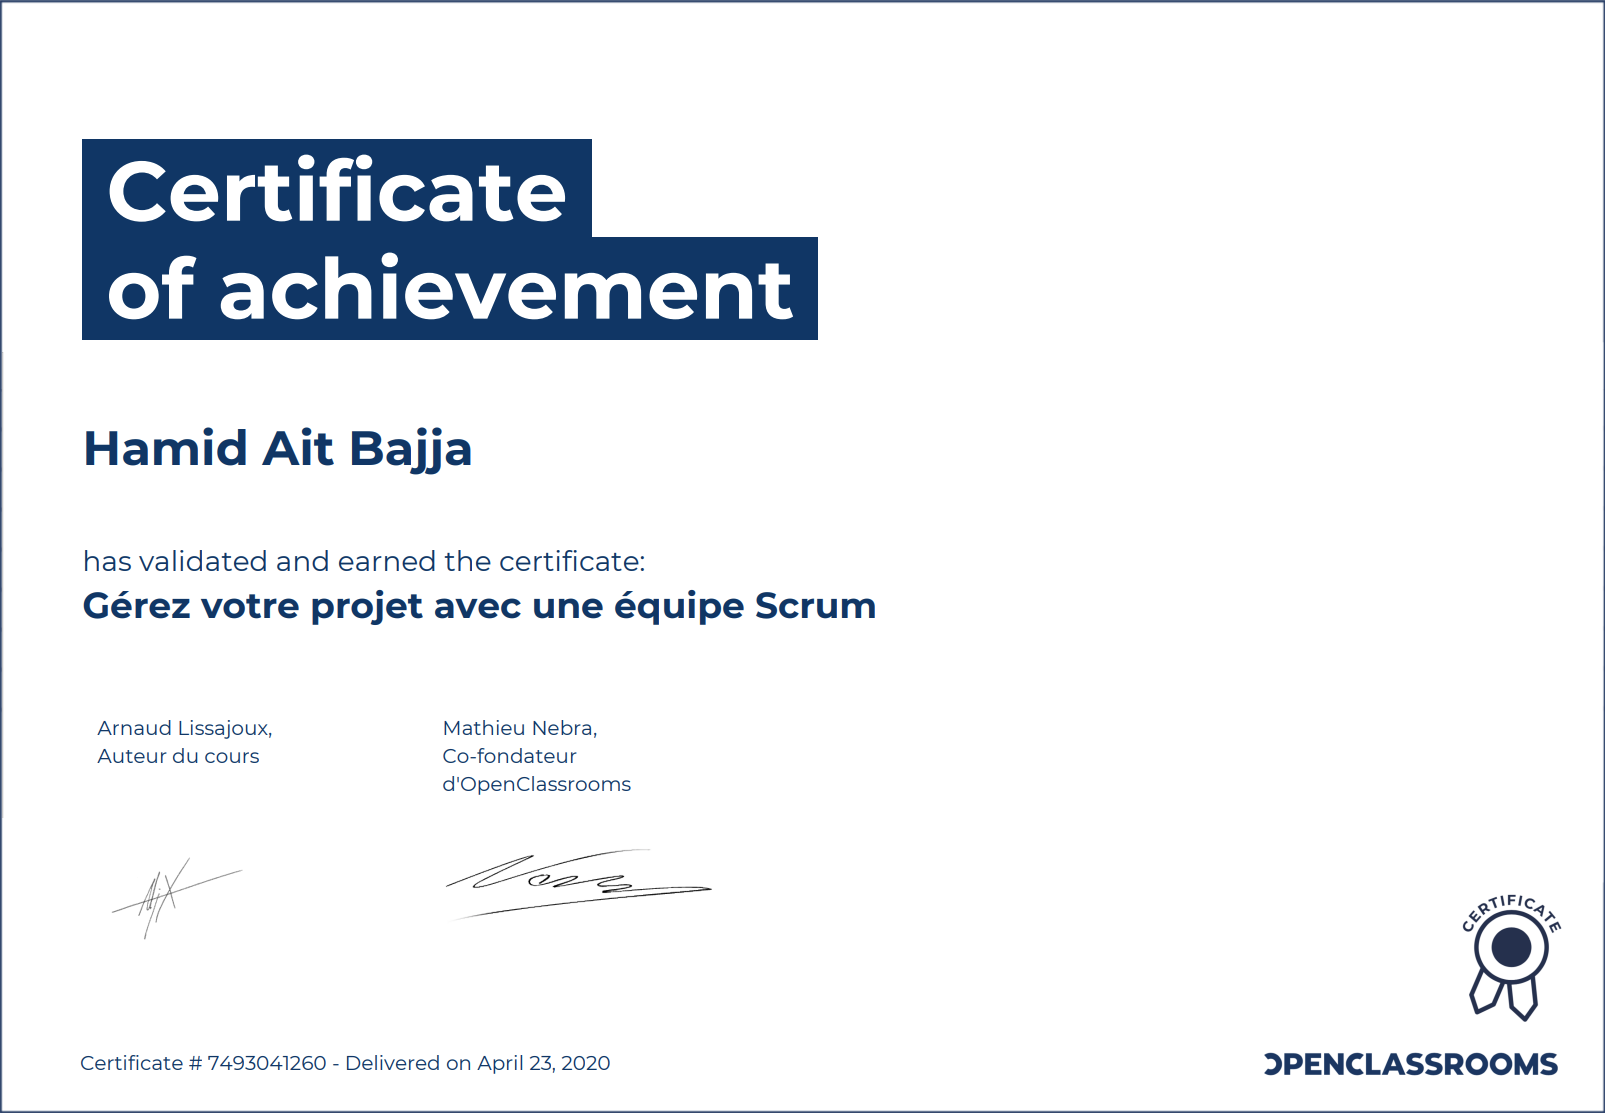 Certificate
of achievement
Hamid Ait Bajja
has validated and earned the certificate:
Gérez votre projet avec une équipe Scrum
Arnaud Lissajoux,
Auteur du cours
Mathieu Nebra,
Co-fondateur
d'OpenClassrooms
CERTIFICATE
Certificate # 7493041260 - Delivered on April 23, 2020
OPENCLASSROOMS